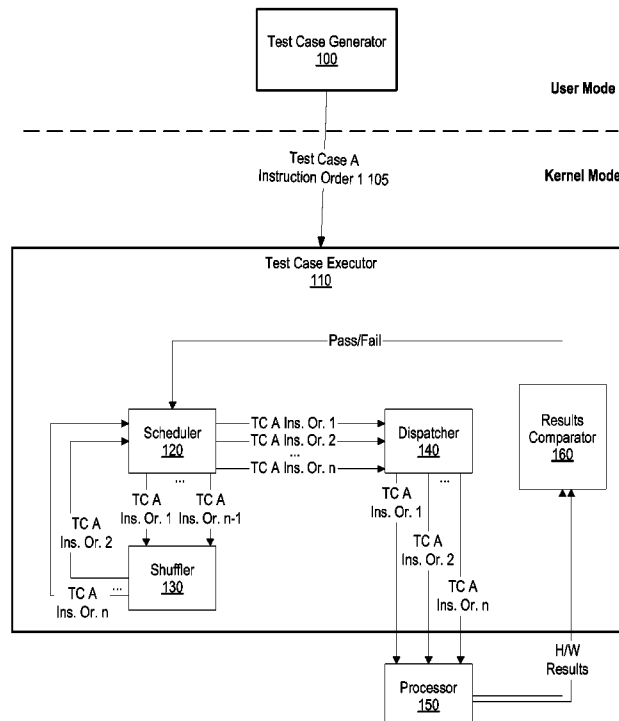 Test Case Generator
100
User Mode
Test Case A
Instruction Order 1 105
Kernel Mode
Test Case Executor
110
Pass/Fail
Scheduler
120
TC A Ins. Or. 1
TC A Ins. Or. 2
...
TC A Ins. Or. n
Dispatcher
140
Results
Comparator
160
...
TC A
Ins. Or. 1
TC A
Ins. Or. n-1
...
TC A
Ins. Or. 1
TC A
Ins. Or. 2
TC A
Ins. Or. n
TC A
Ins. Or. 2
Shuffler
130
...
TC A
Ins. Or. n
H/W
Results
Processor
150